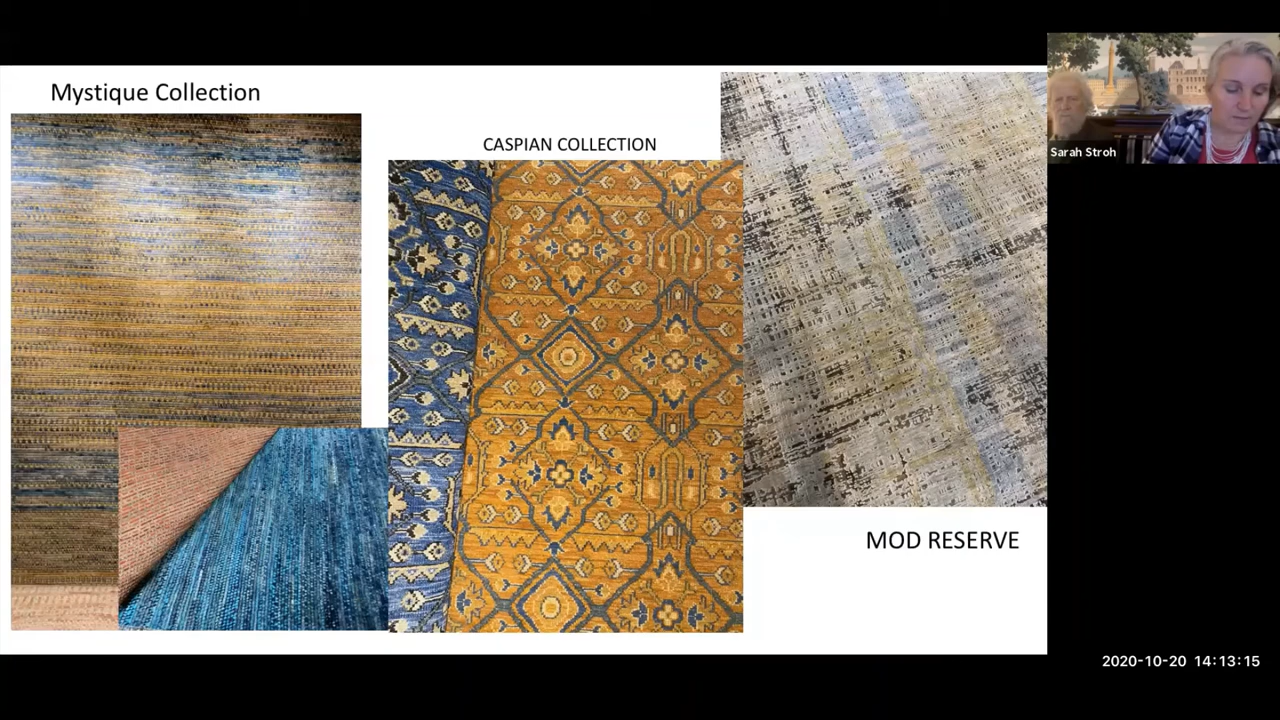 Mystique Collection
CASPIAN COLLECTION
MOD RESERVE
Sarah Stroh
2020-10-20 14:13:15